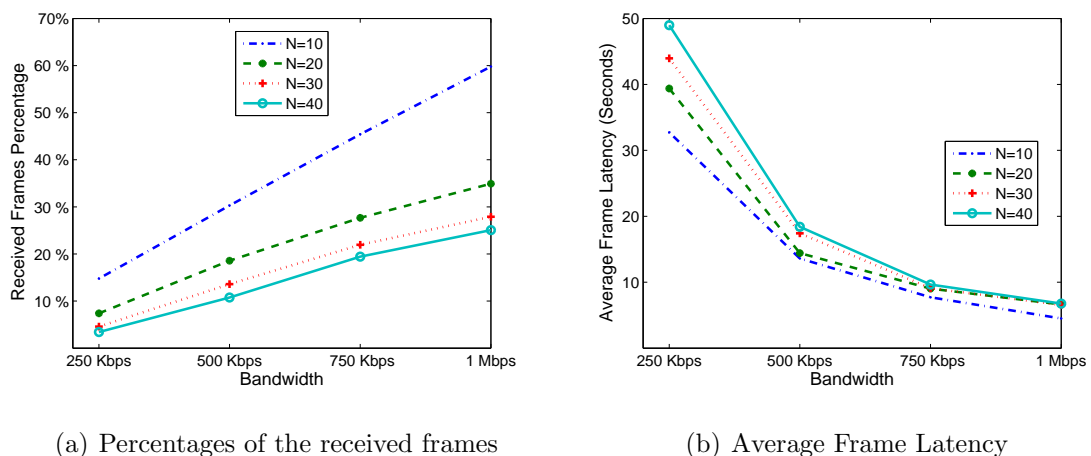 70%
60 %
50 %
40 %
30 %
20 %
10 %
Received Frames Percentage
N=10
N=20
N=30
N=40
250 Kbps
500 Kbps
750 Kbps
1 Mbps
Bandwidth
(a) Percentages of the received frames
50
40
30
20
10
Average Frame Latency (Seconds)
N=10
N=20
N=30
N=40
250 Kbps
500 Kbps
750 Kbps
1 Mbps
Bandwidth
(b) Average Frame Latency